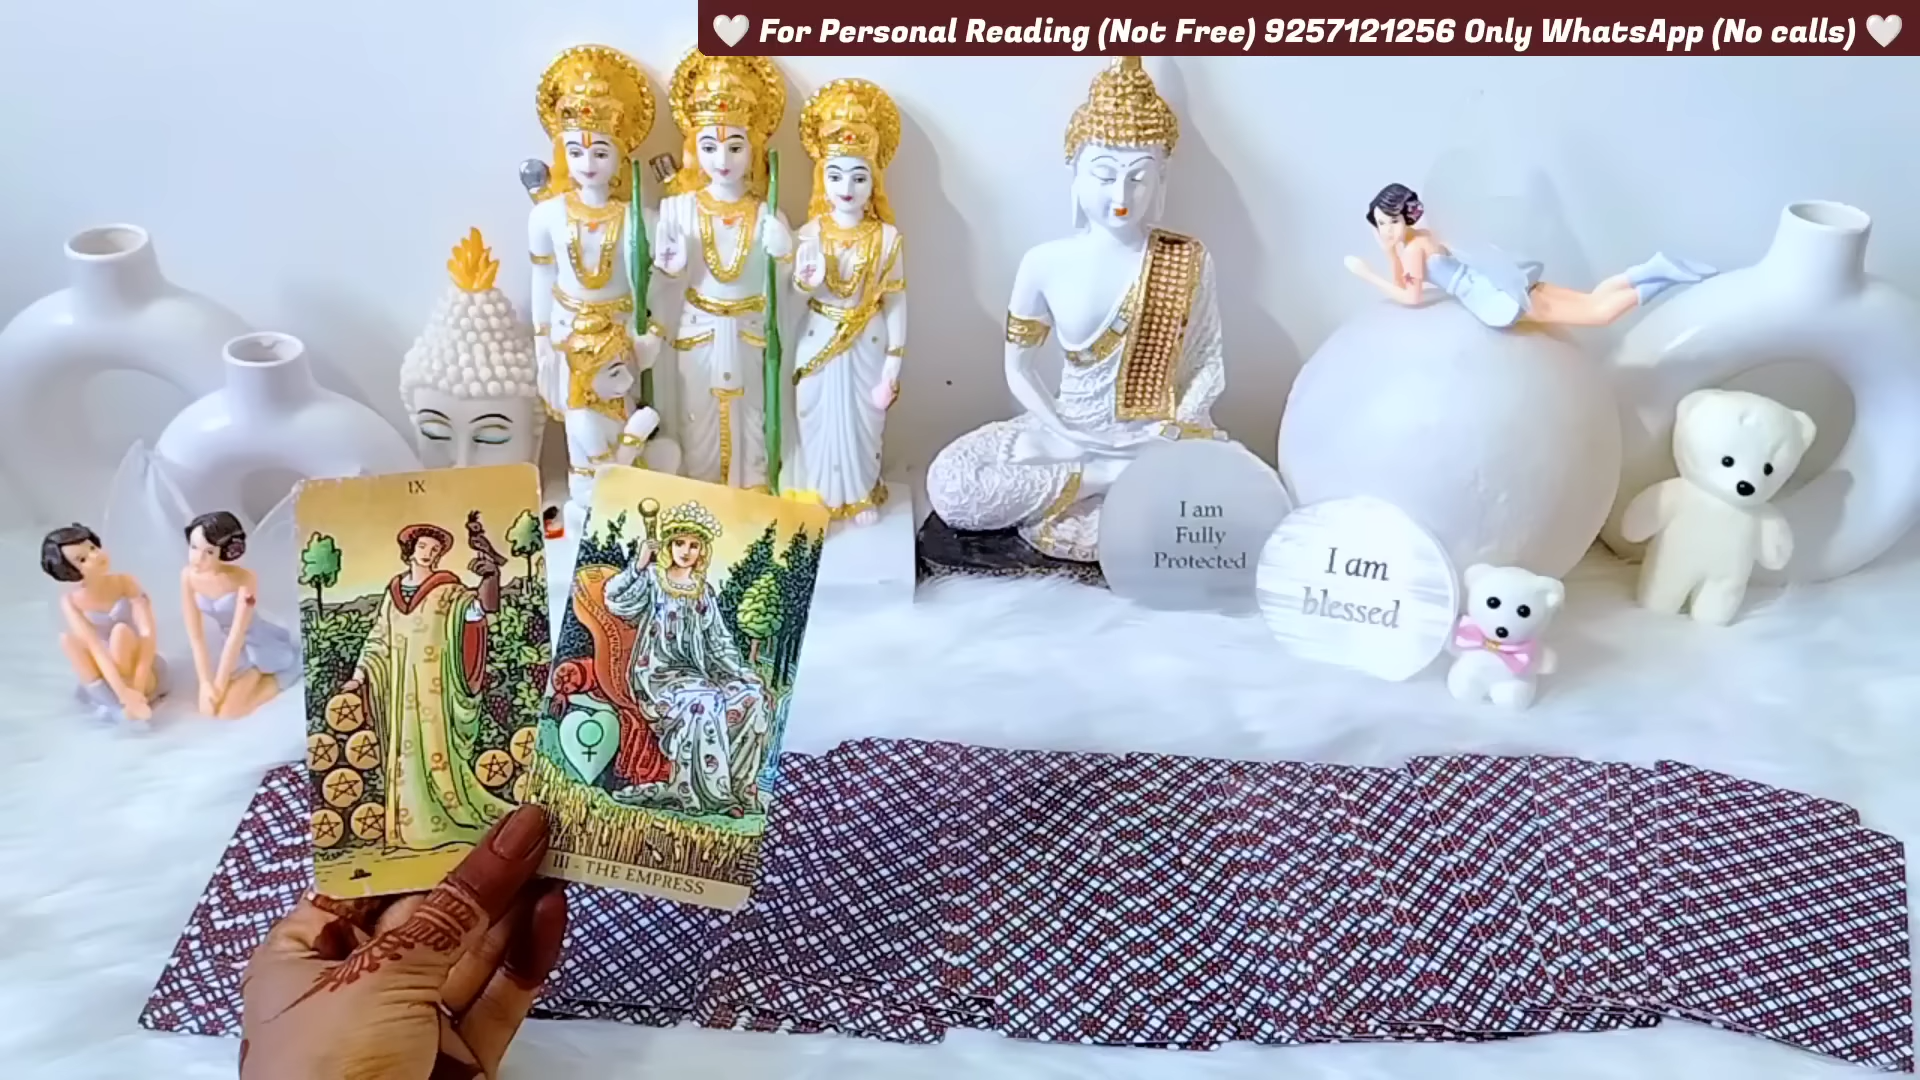 🤍 For Personal Reading (Not Free) 9257121256 Only WhatsApp (No calls) 🤍
IX
III - THE EMPRESS
I am
Fully
Protected
I am
blessed